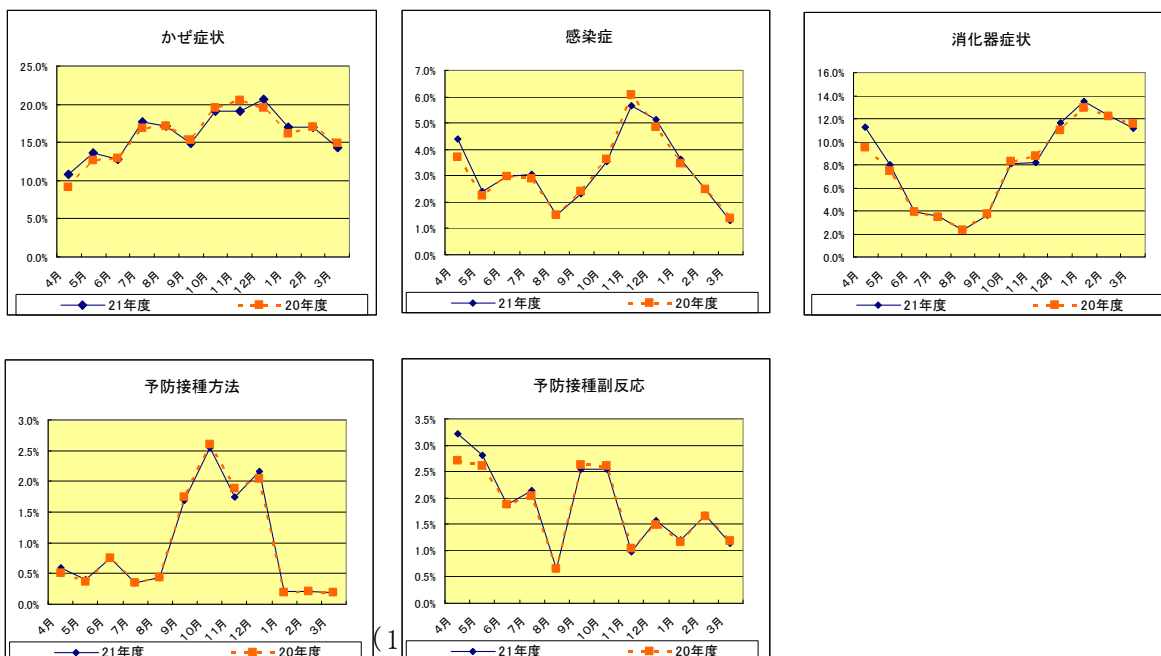 かぜ症状
25.0%
20.0%
15.0%
10.0%
5.0%
0.0%
4月 5月 6月 7月 8月 9月 10月 11月 12月 1月 2月 3月
21年度 20年度
感染症
7.0%
6.0%
5.0%
4.0%
3.0%
2.0%
1.0%
0.0%
4月 5月 6月 7月 8月 9月 10月 11月 12月 1月 2月 3月
21年度 20年度
消化器症状
16.0%
14.0%
12.0%
10.0%
8.0%
6.0%
4.0%
2.0%
0.0%
4月 5月 6月 7月 8月 9月 10月 11月 12月 1月 2月 3月
21年度 20年度
予防接種方法
3.0%
2.5%
2.0%
1.5%
1.0%
0.5%
0.0%
4月 5月 6月 7月 8月 9月 10月 11月 12月 1月 2月 3月
21年度 20年度
予防接種副反応
3.5%
3.0%
2.5%
2.0%
1.5%
1.0%
0.5%
0.0%
4月 5月 6月 7月 8月 9月 10月 11月 12月 1月 2月 3月
21年度 20年度
(1